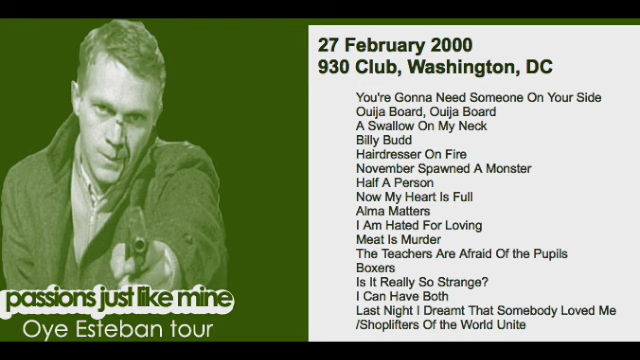 27 February 2000
930 Club, Washington, DC
You're Gonna Need Someone On Your Side
Ouija Board, Ouija Board
A Swallow On My Neck
Billy Budd
Hairdresser On Fire
November Spawned A Monster
Half A Person
Now My Heart Is Full
Alma Matters
I Am Hated For Loving
Meat Is Murder
The Teachers Are Afraid Of the Pupils
Boxers
Is It Really So Strange?
I Can Have Both
Last Night I Dreamt That Somebody Loved Me
/Shoplifters Of the World Unite
passions just like mine
Oye Esteban tour